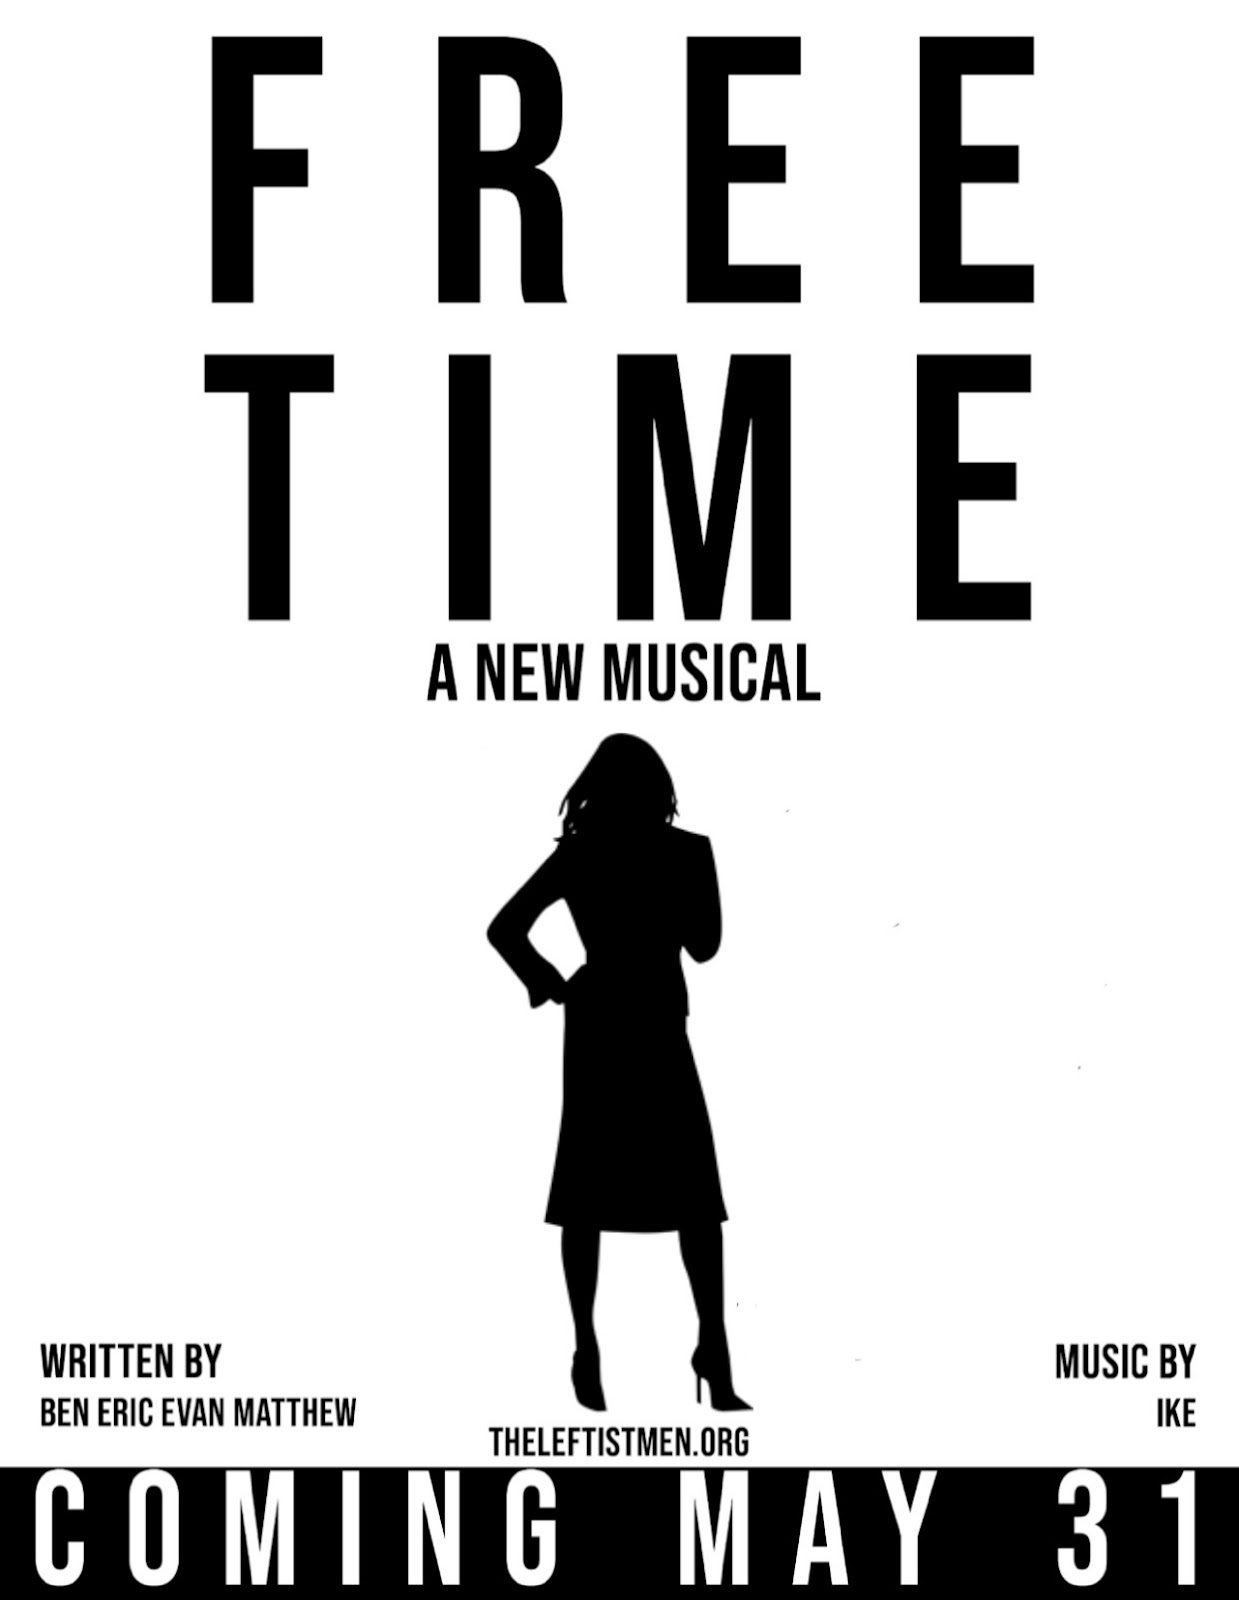 FREE
TIME
A NEW MUSICAL
WRITTEN BY
BEN ERIC EVAN MATTHEW
MUSIC BY
IKE
THELEFTISTMEN.ORG
COMING MAY 31